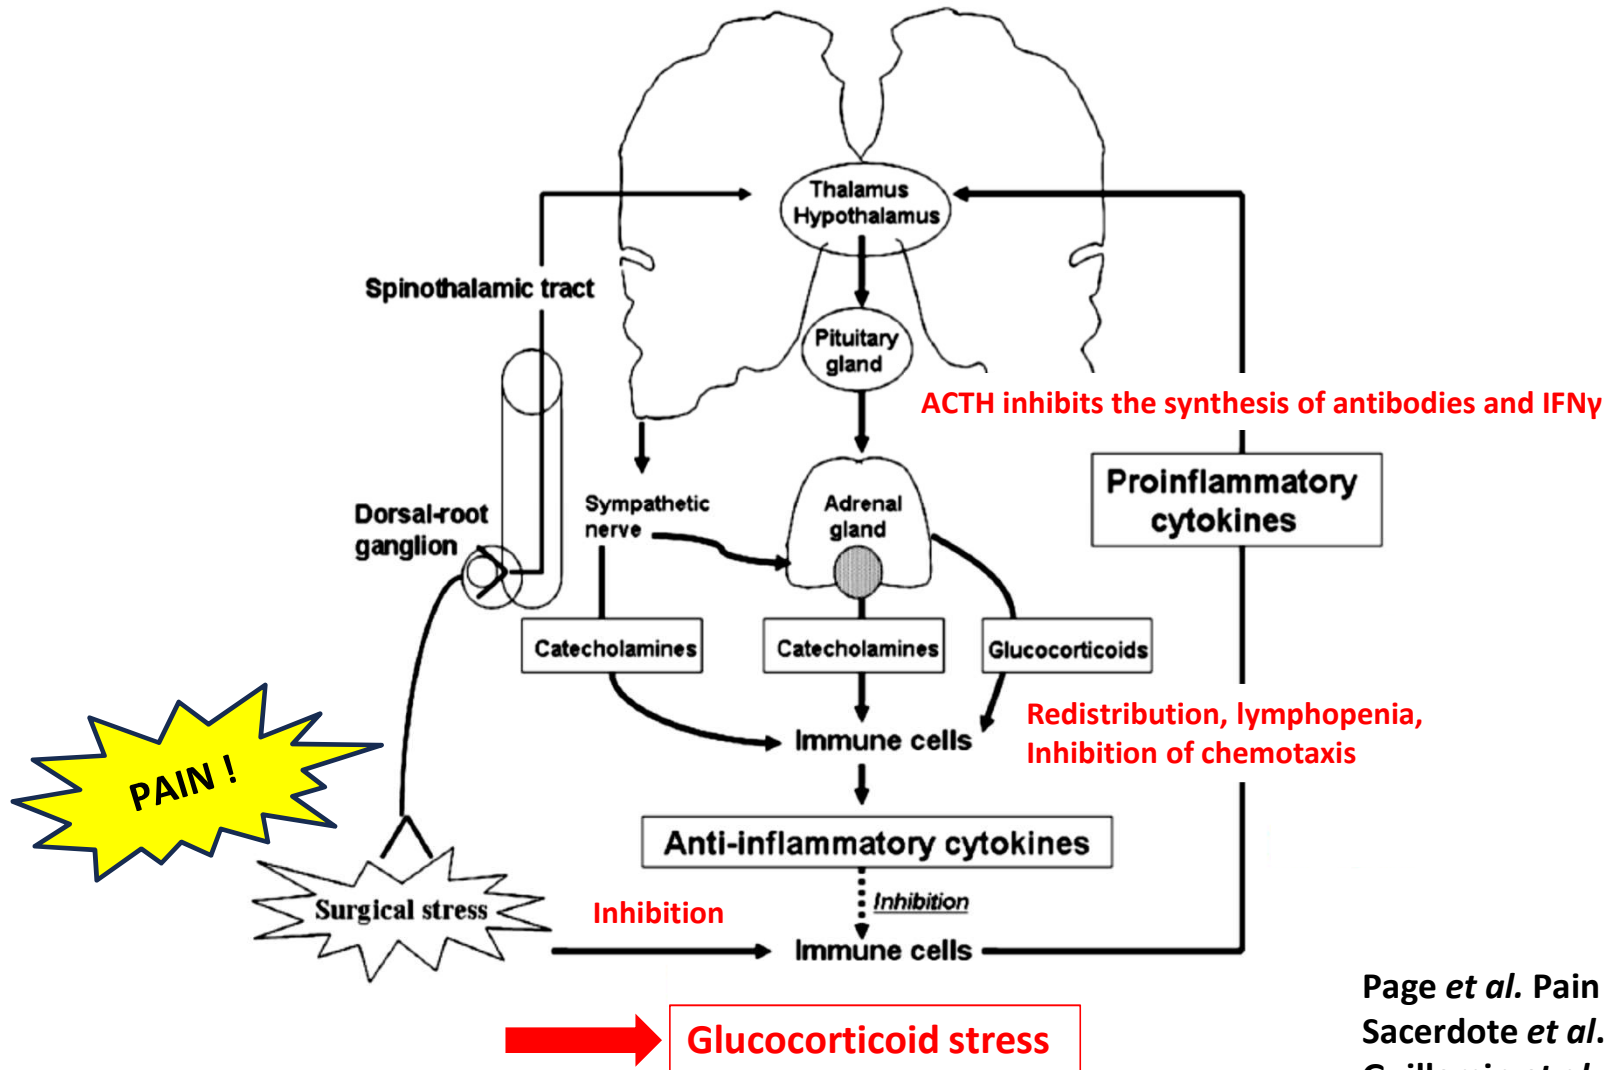 Thalamus
Hypothalamus
Spinothalamic tract
Pituitary
gland
ACTH inhibits the synthesis of antibodies and IFNγ
Proinflammatory
cytokines
Sympathetic
nerve
Adrenal
gland
Dorsal-root
ganglion
Catecholamines
Catecholamines
Glucocorticoids
Immune cells
Redistribution, lymphopenia,
Inhibition of chemotaxis
PAIN !
Anti-inflammatory cytokines
Inhibition
Surgical stress
Inhibition
Immune cells
Glucocorticoid stress
Page et al. Pain
Sacerdote et al.